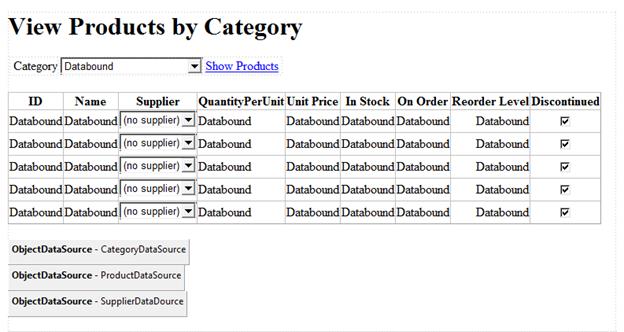 View Products by Category
Category Databound Show Products
ID Name Supplier QuantityPerUnit Unit Price In Stock On Order Reorder Level Discontinued
Databound Databound (no supplier) Databound Databound Databound Databound Databound
Databound Databound (no supplier) Databound Databound Databound Databound Databound
Databound Databound (no supplier) Databound Databound Databound Databound Databound
Databound Databound (no supplier) Databound Databound Databound Databound Databound
Databound Databound (no supplier) Databound Databound Databound Databound Databound
ObjectDataSource - CategoryDataSource
ObjectDataSource - ProductDataSource
ObjectDataSource - SupplierDataDource